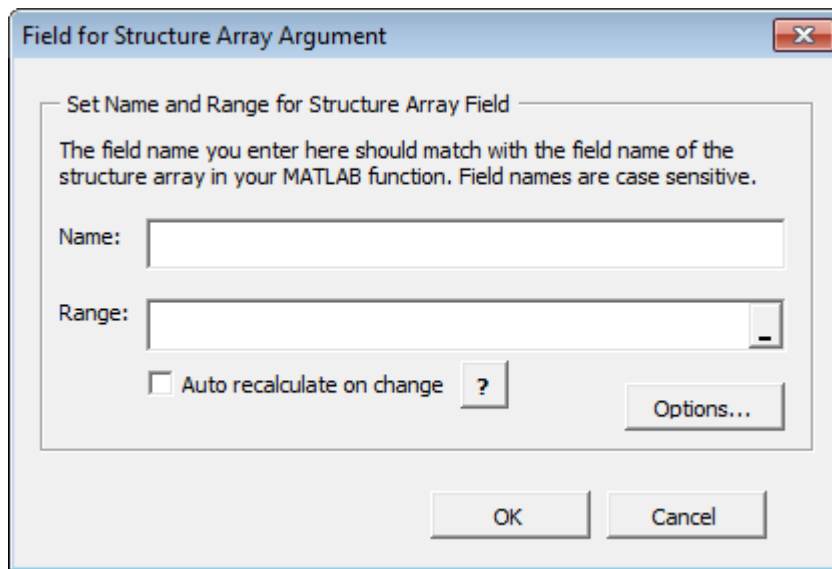 Field for Structure Array Argument
Set Name and Range for Structure Array Field
The field name you enter here should match with the field name of the
structure array in your MATLAB function. Field names are case sensitive.
Name:
Range:
_
Auto recalculate on change ?
Options...
OK Cancel